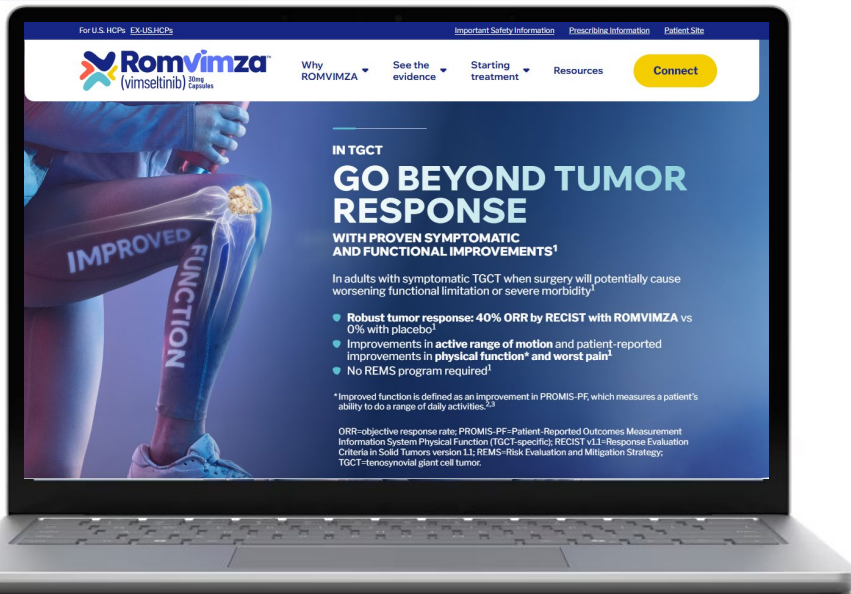 For U.S. HCPs EX-US.HCPs Important Safety Information Prescribing Information Patient Site
Romvimza™
(vimseltinib) 30mg Capsules
Why ROMVIMZA
See the evidence
Starting treatment
Resources
Connect
IN TGCT
GO BEYOND TUMOR
RESPONSE
WITH PROVEN SYMPTOMATIC
AND FUNCTIONAL IMPROVEMENTS¹
In adults with symptomatic TGCT when surgery will potentially cause
worsening functional limitation or severe morbidity¹
Robust tumor response: 40% ORR by RECIST with ROMVIMZA vs
0% with placebo¹
Improvements in active range of motion and patient-reported
improvements in physical function* and worst pain¹
No REMS program required¹
*Improved function is defined as an improvement in PROMIS-PF, which measures a patient's
ability to do a range of daily activities.²,³
ORR=objective response rate; PROMIS-PF=Patient-Reported Outcomes Measurement
Information System Physical Function (TGCT-specific); RECIST v1.1=Response Evaluation
Criteria in Solid Tumors version 1.1; REMS=Risk Evaluation and Mitigation Strategy;
TGCT=tenosynovial giant cell tumor.
IMPROVED
FUNCTION